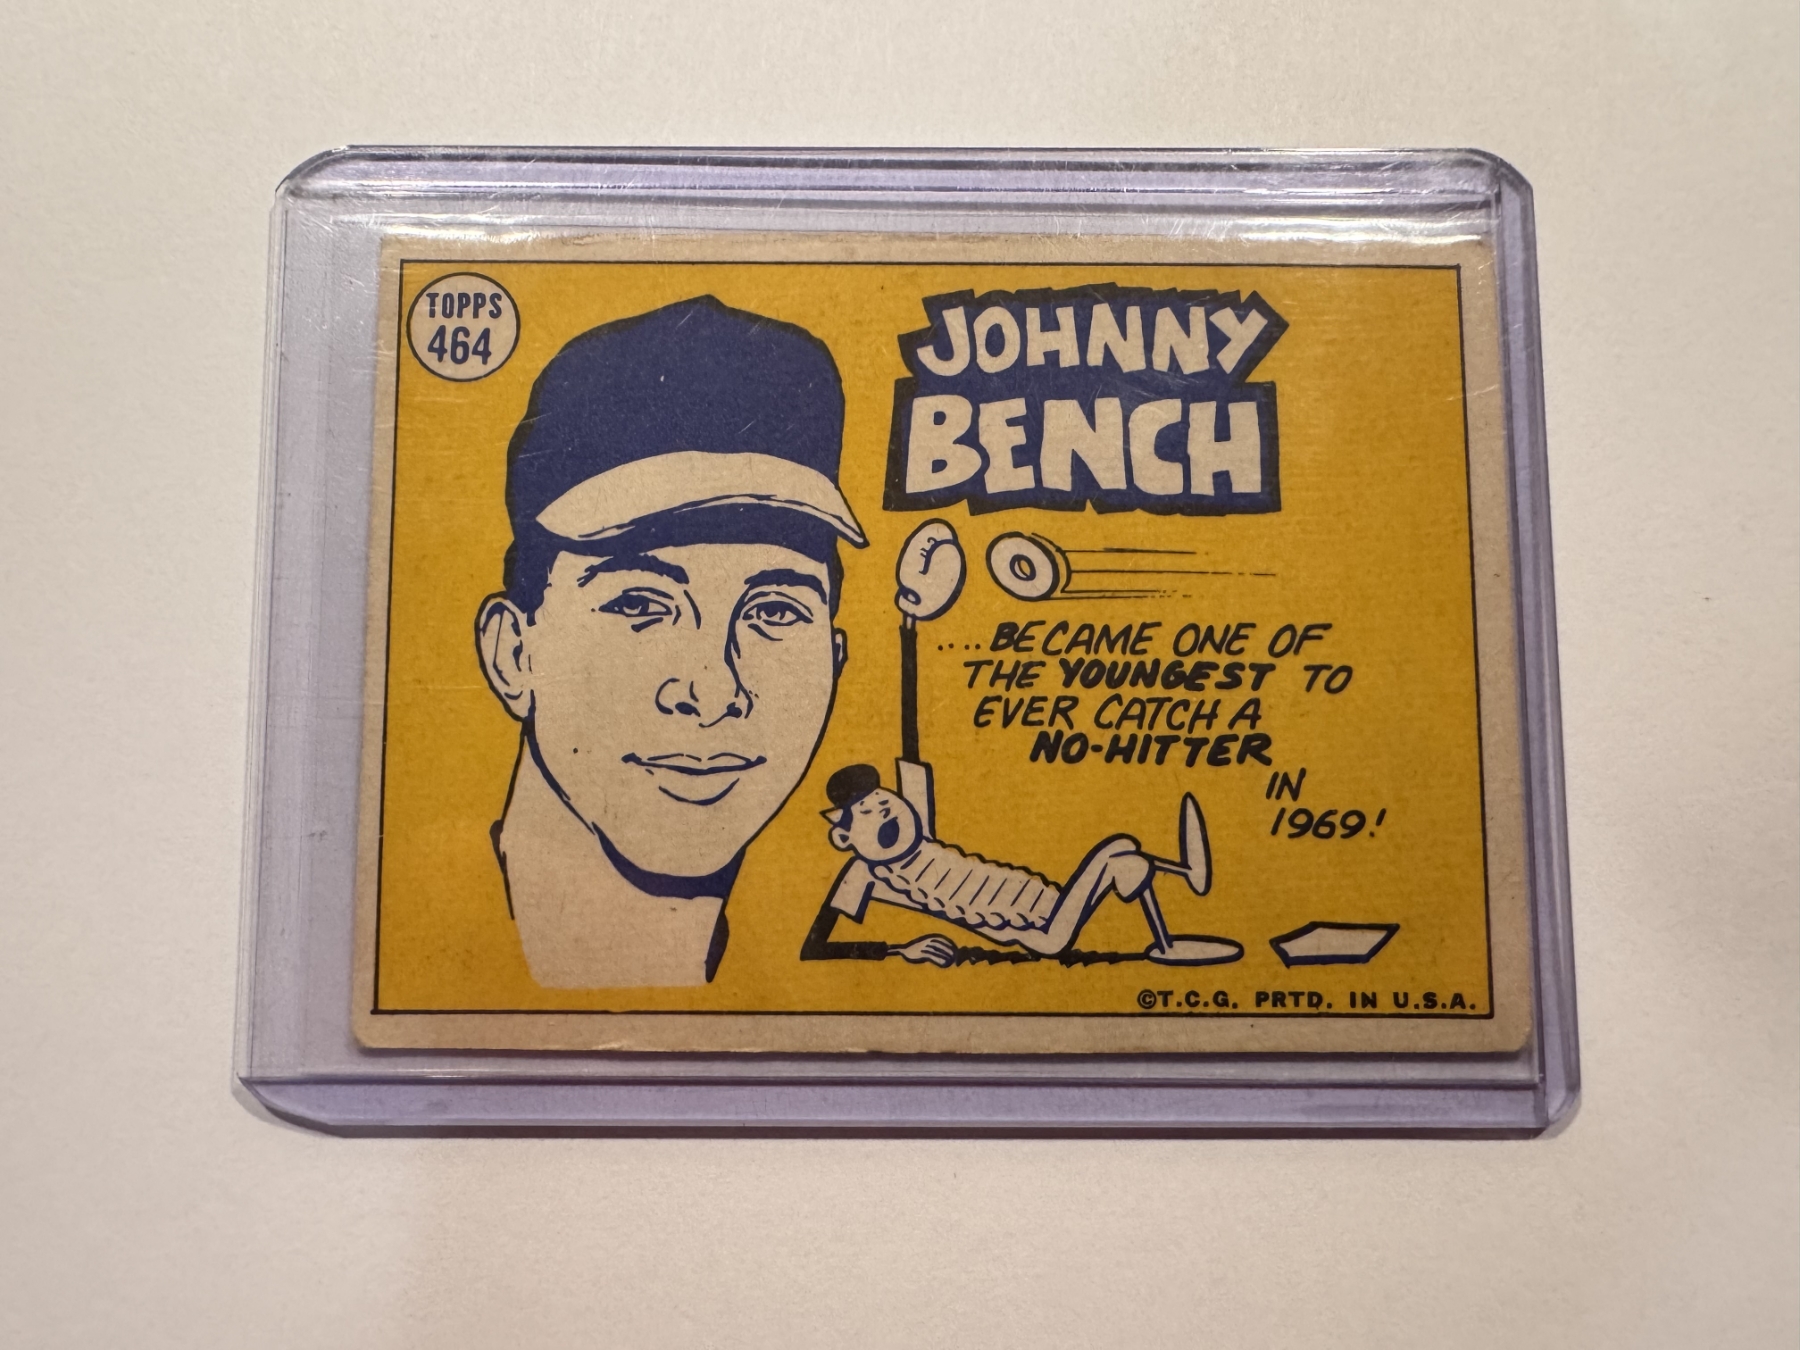 TOPPS
464
JOHNNY
BENCH
....BECAME ONE OF
THE YOUNGEST TO
EVER CATCH A
NO-HITTER
IN
1969!
©T.C.G. PRTD. IN U.S.A.